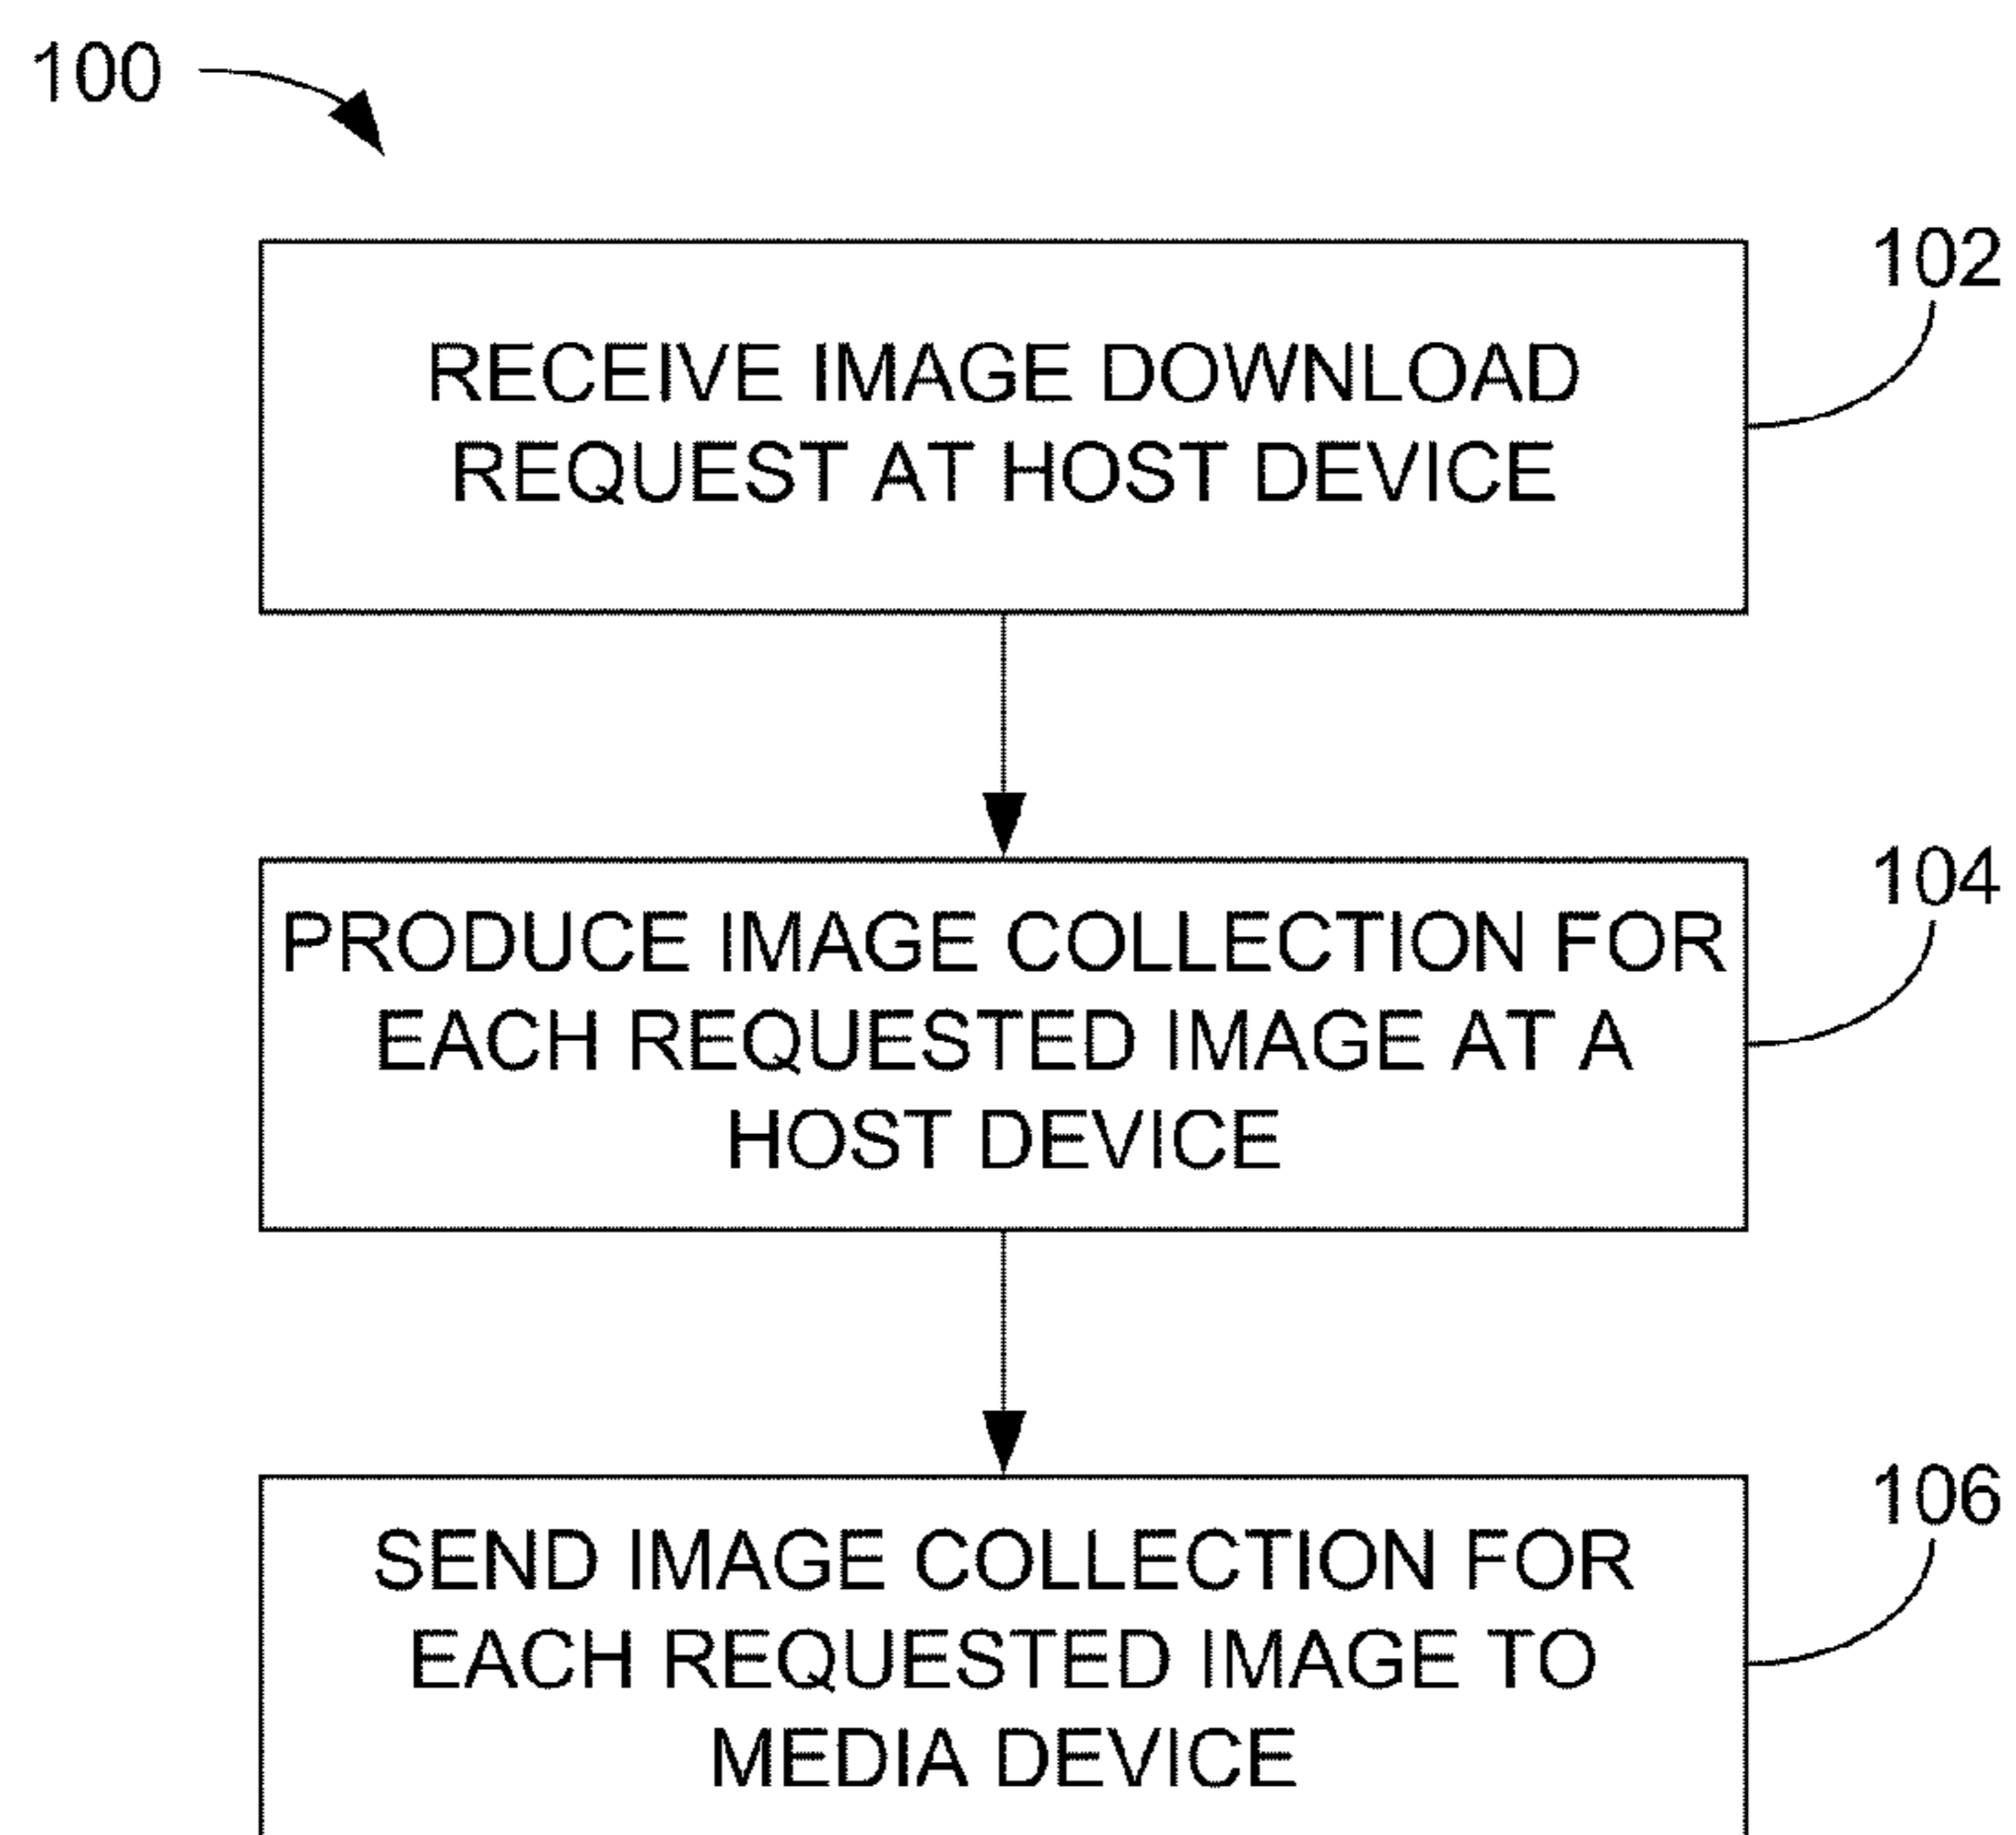 100
102
RECEIVE IMAGE DOWNLOAD
REQUEST AT HOST DEVICE
104
PRODUCE IMAGE COLLECTION FOR
EACH REQUESTED IMAGE AT A
HOST DEVICE
106
SEND IMAGE COLLECTION FOR
EACH REQUESTED IMAGE TO
MEDIA DEVICE